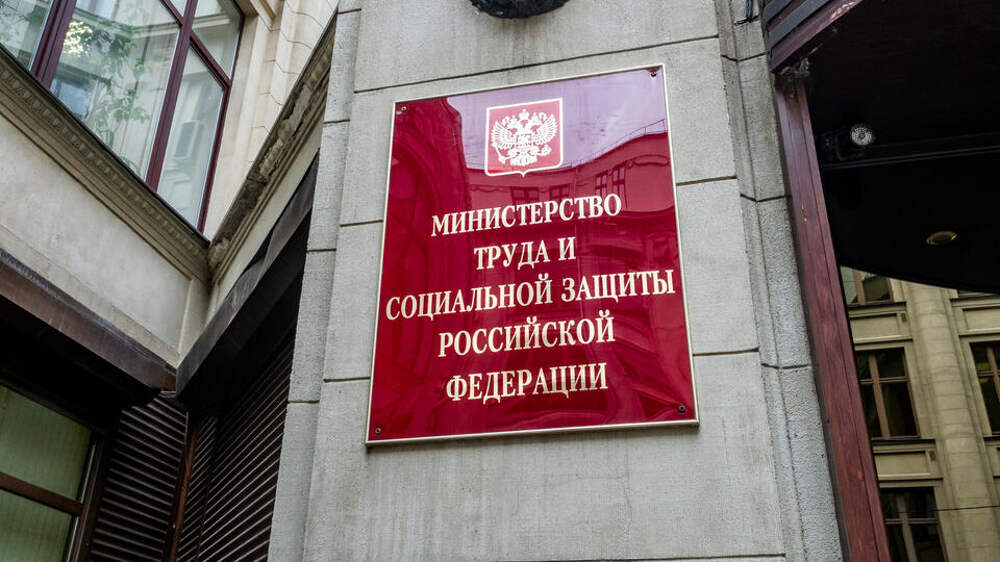 МИНИСТЕРСТВО
ТРУДА И
СОЦИАЛЬНОЙ ЗАЩИТЫ
РОССИЙСКОЙ
ФЕДЕРАЦИИ